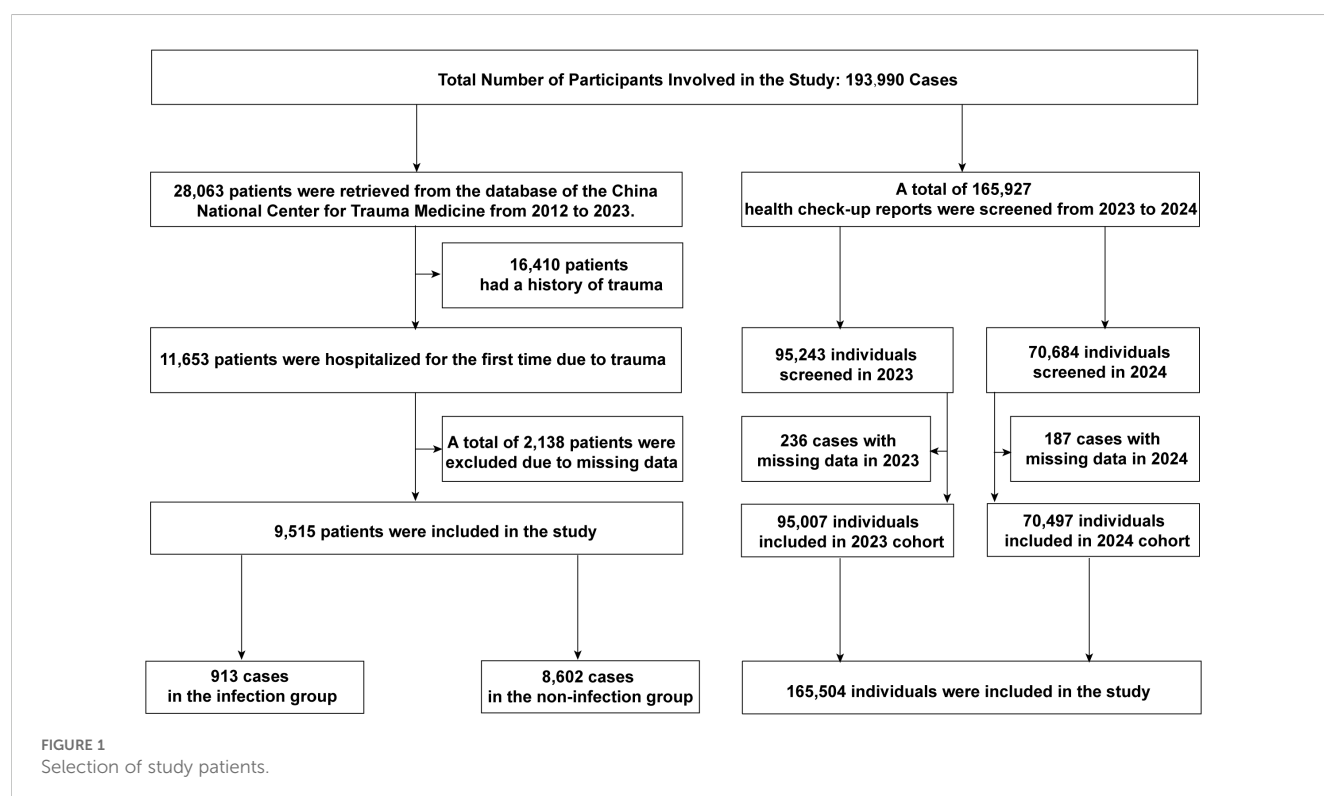 Total Number of Participants Involved in the Study: 193,990 Cases
28,063 patients were retrieved from the database of the China
National Center for Trauma Medicine from 2012 to 2023.
A total of 165,927
health check-up reports were screened from 2023 to 2024
16,410 patients
had a history of trauma
11,653 patients were hospitalized for the first time due to trauma
95,243 individuals
screened in 2023
70,684 individuals
screened in 2024
A total of 2,138 patients were
excluded due to missing data
236 cases with
missing data in 2023
187 cases with
missing data in 2024
9,515 patients were included in the study
95,007 individuals
included in 2023 cohort
70,497 individuals
included in 2024 cohort
913 cases
in the infection group
8,602 cases
in the non-infection group
165,504 individuals were included in the study
FIGURE 1
Selection of study patients.